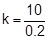 k = 10/0.2